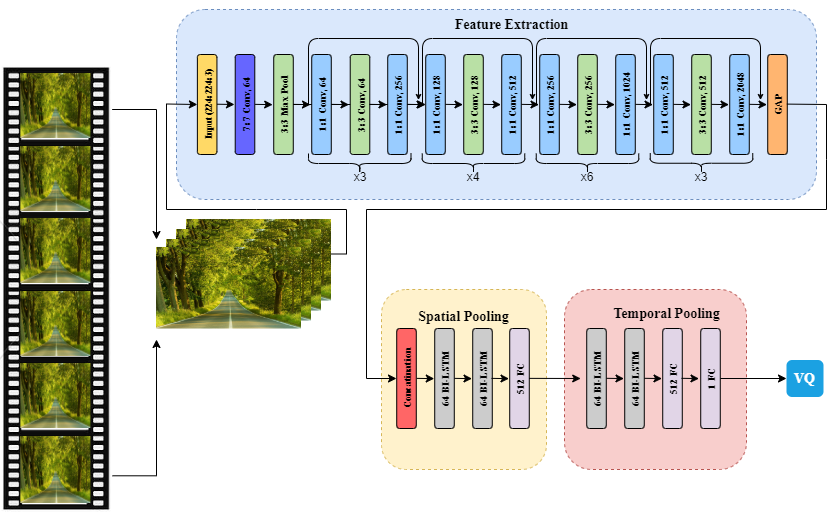 Feature Extraction
Input (224x224x3)
7x7 Conv, 64
3x3 Max Pool
1x1 Conv, 64
3x3 Conv, 64
1x1 Conv, 256
1x1 Conv, 128
3x3 Conv, 128
1x1 Conv, 512
1x1 Conv, 256
3x3 Conv, 256
1x1 Conv, 1024
1x1 Conv, 512
3x3 Conv, 512
1x1 Conv, 2048
GAP
x3
x4
x6
x3
Spatial Pooling
Concatination
64 BI-LSTM
64 BI-LSTM
512 FC
Temporal Pooling
64 BI-LSTM
64 BI-LSTM
512 FC
1 FC
VQ